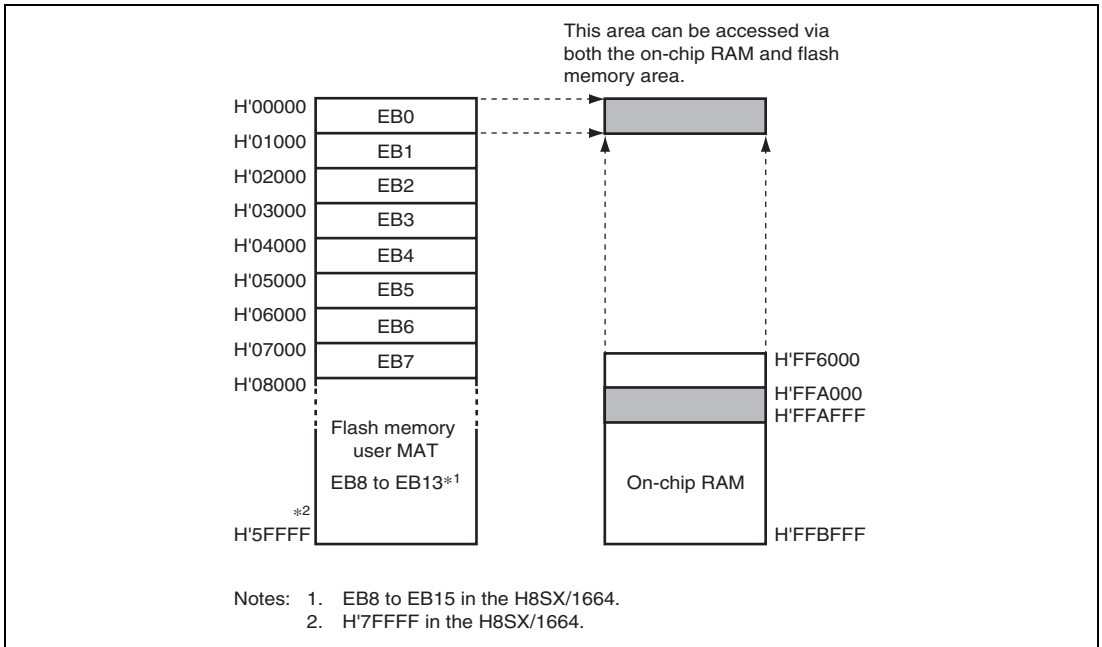 This area can be accessed via
both the on-chip RAM and flash
memory area.
H'00000
EB0
H'01000
EB1
H'02000
EB2
H'03000
EB3
H'04000
EB4
H'05000
EB5
H'06000
EB6
H'07000
EB7
H'08000
Flash memory
user MAT
EB8 to EB13*1
*2
H'5FFFF
H'FF6000
H'FFA000
H'FFAFFF
On-chip RAM
H'FFBFFF
Notes: 1. EB8 to EB15 in the H8SX/1664.
2. H'7FFFF in the H8SX/1664.